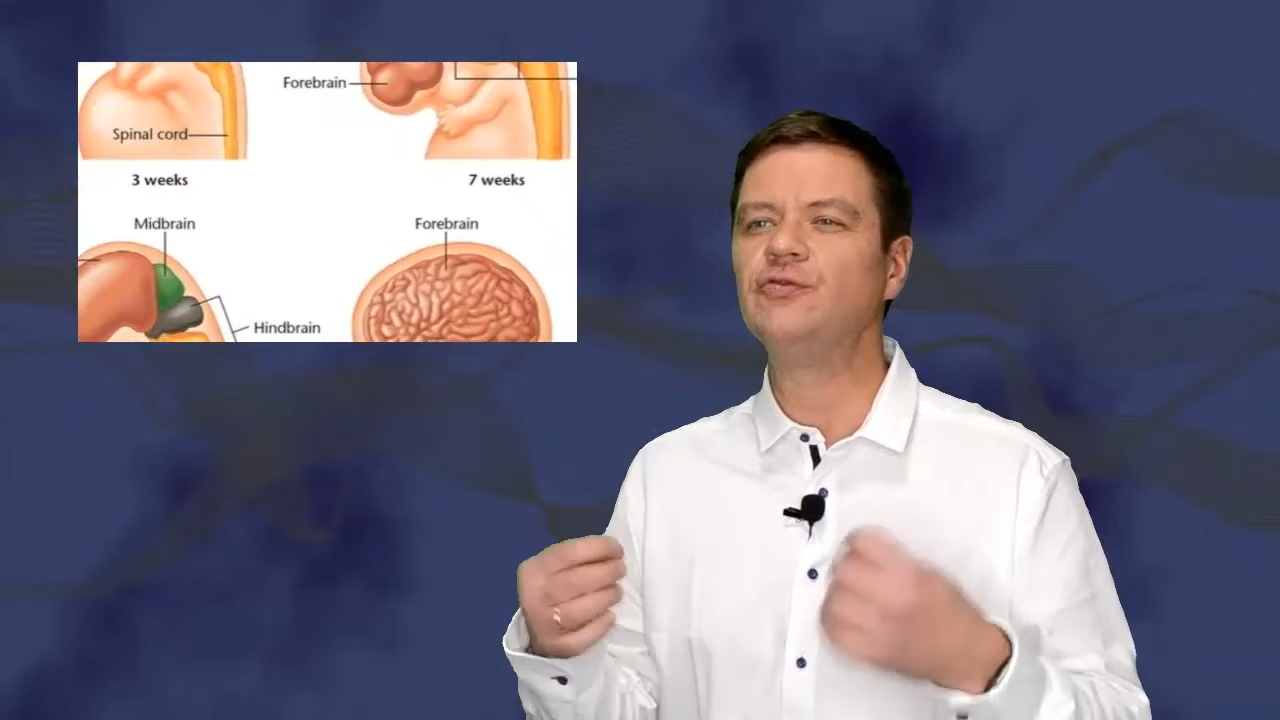 Forebrain
Spinal cord
3 weeks
7 weeks
Midbrain
Forebrain
Hindbrain